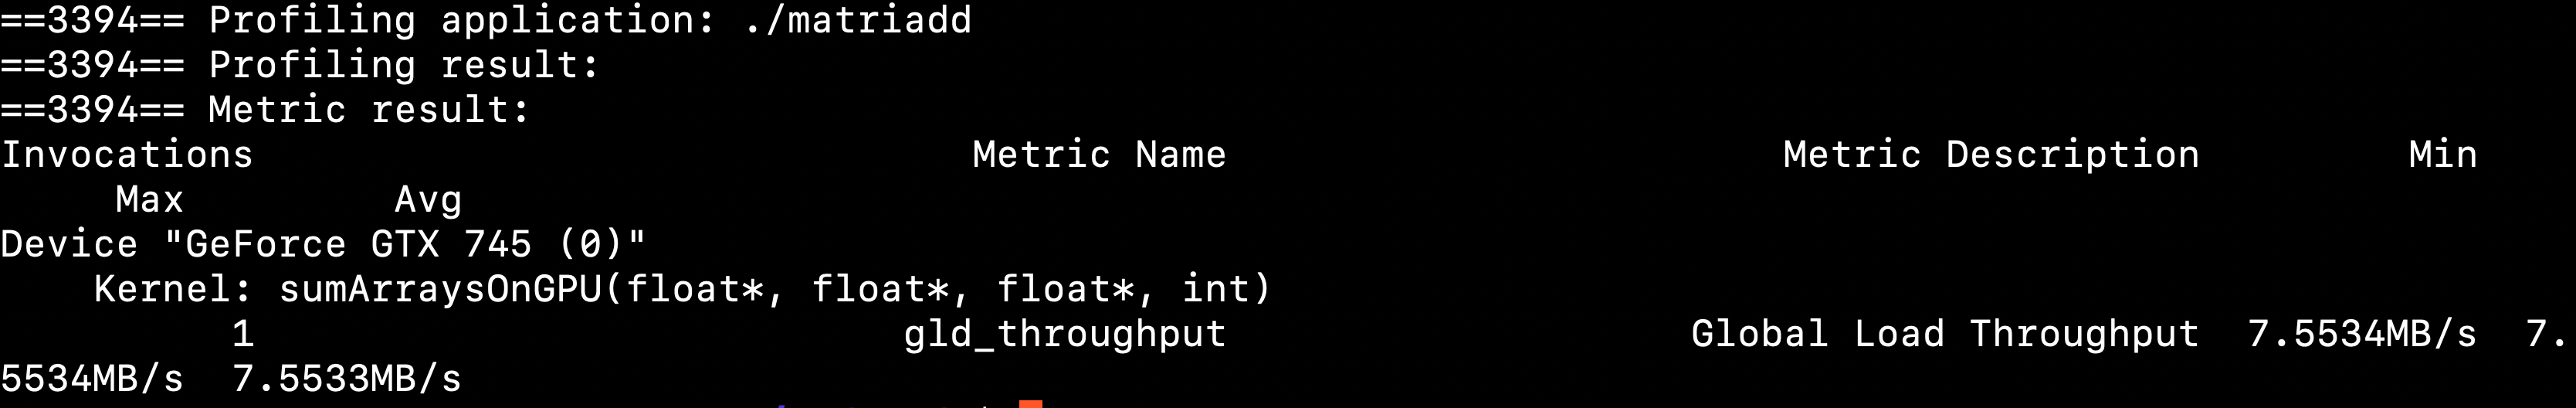 ==3394== Profiling application: ./matriadd
==3394== Profiling result:
==3394== Metric result:
Invocations                               Metric Name                        Metric Description         Min
     Max         Avg
Device "GeForce GTX 745 (0)"
    Kernel: sumArraysOnGPU(float*, float*, float*, int)
          1                            gld_throughput                    Global Load Throughput  7.5534MB/s  7.
5534MB/s  7.5533MB/s